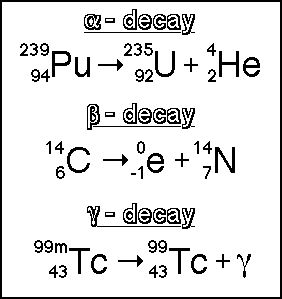 α - decay
²³⁹₉₄Pu → ²³⁵₉₂U + ⁴₂He
β - decay
¹⁴₆C → ⁰₋₁e + ¹⁴₇N
γ - decay
⁹⁹ᵐ₄₃Tc → ⁹⁹₄₃Tc + γ